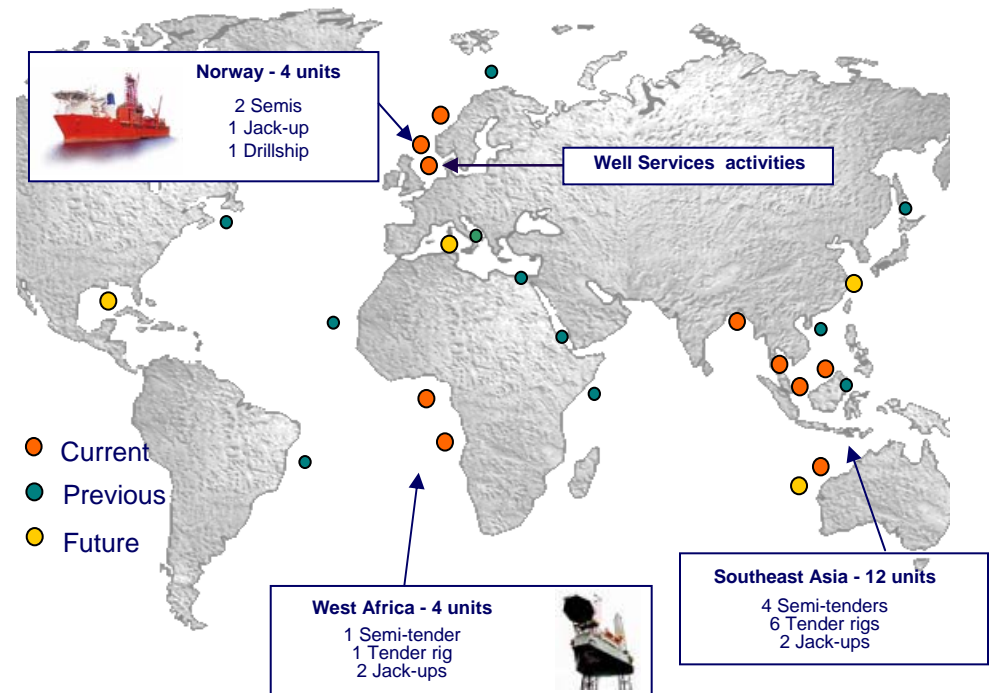 Norway - 4 units
2 Semis
1 Jack-up
1 Drillship
Well Services activities
Current
Previous
Future
West Africa - 4 units
1 Semi-tender
1 Tender rig
2 Jack-ups
Southeast Asia - 12 units
4 Semi-tenders
6 Tender rigs
2 Jack-ups